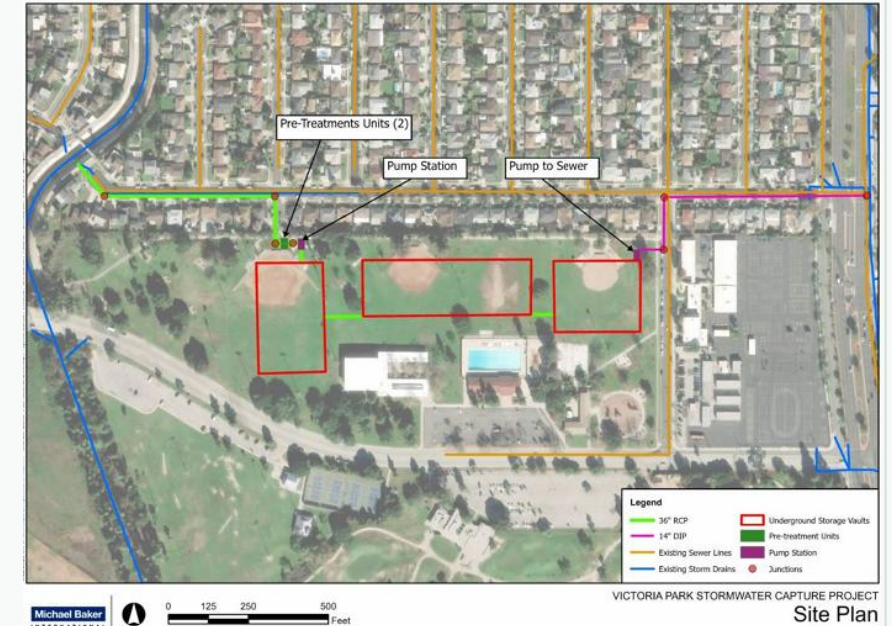 Pre-Treatments Units (2)
Pump Station
Pump to Sewer
Legend
36" RCP
Underground Storage Vaults
14" DIP
Pre-treatment Units
Existing Sewer Lines
Pump Station
Existing Storm Drains
Junctions
VICTORIA PARK STORMWATER CAPTURE PROJECT
Site Plan
Michael Baker
INTERNATIONAL
0 125 250 500
Feet